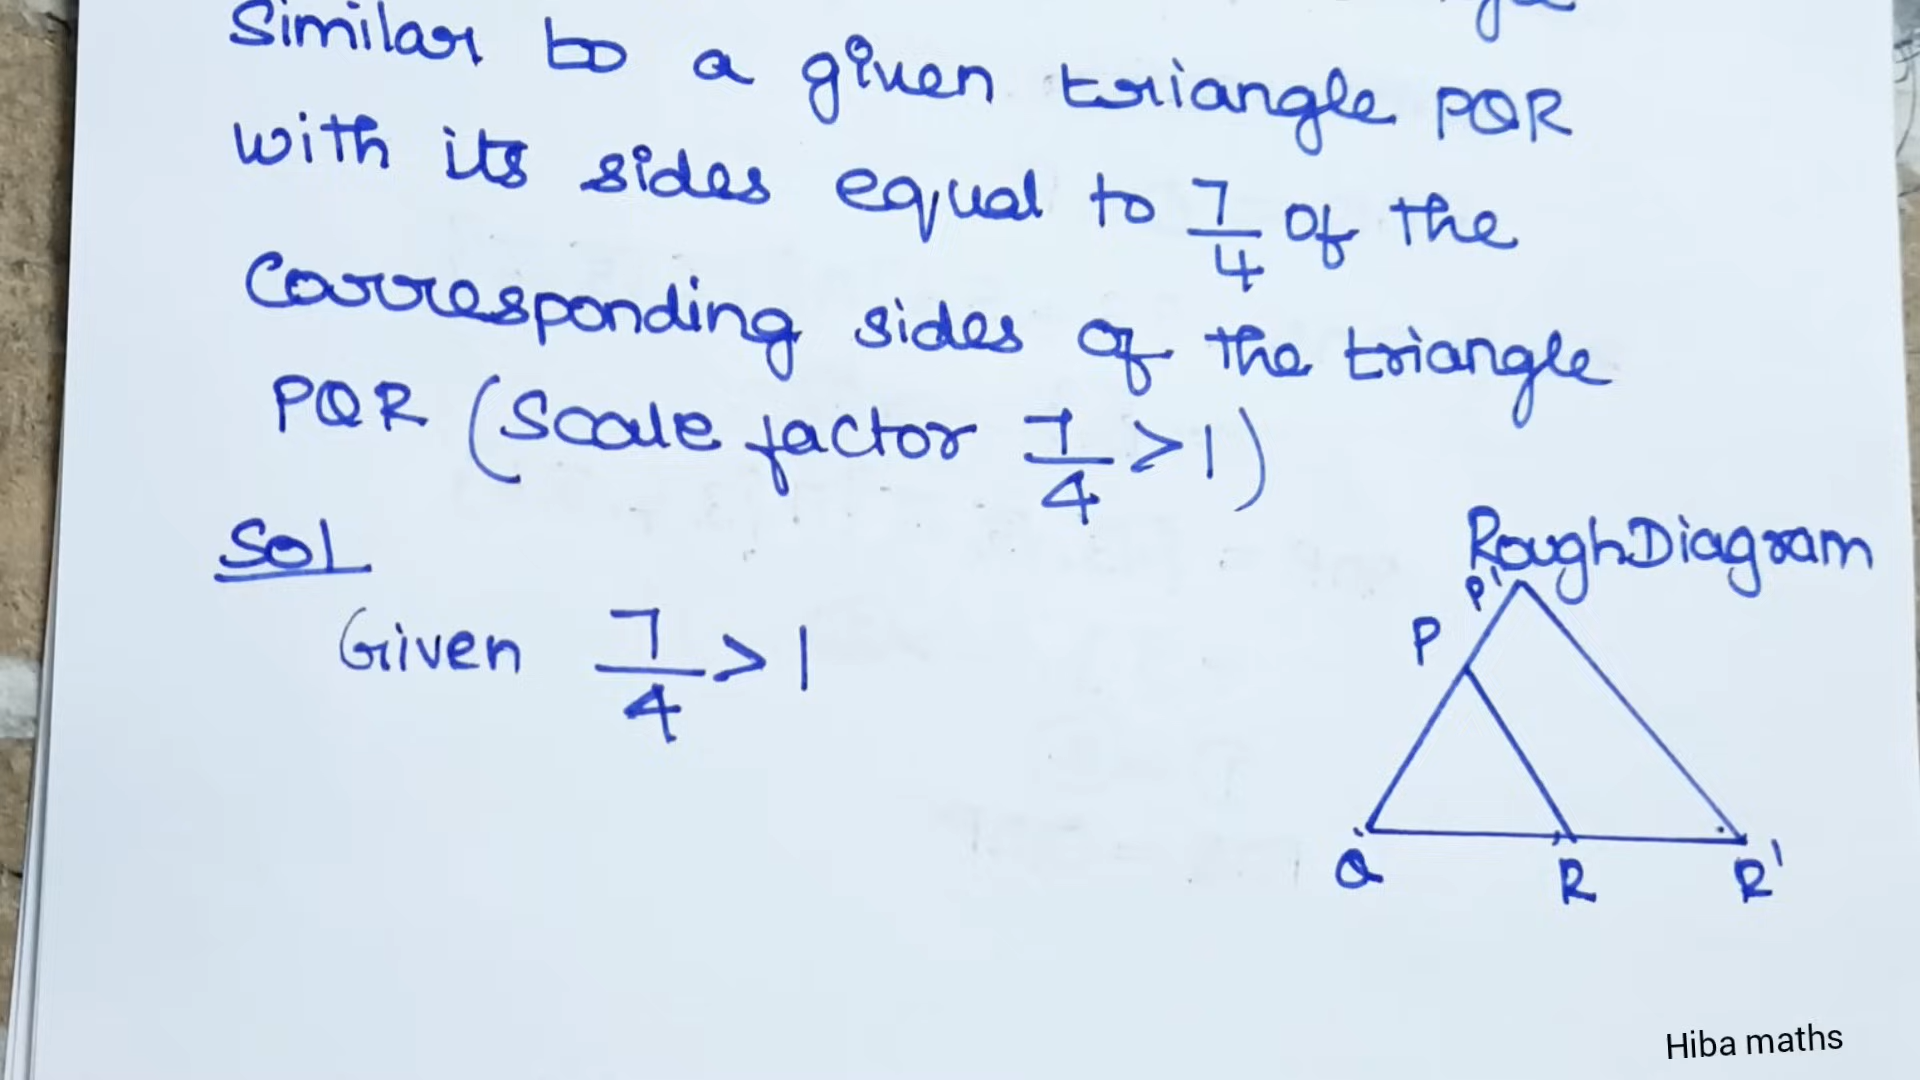 Similar to a given triangle PQR
with its sides equal to 7/4 of the
Corresponding sides of the triangle
PQR (Scale factor 7/4 > 1)
Sol
Given 7/4 > 1
Rough Diagram
P'
P
Q
R
R'
Hiba maths